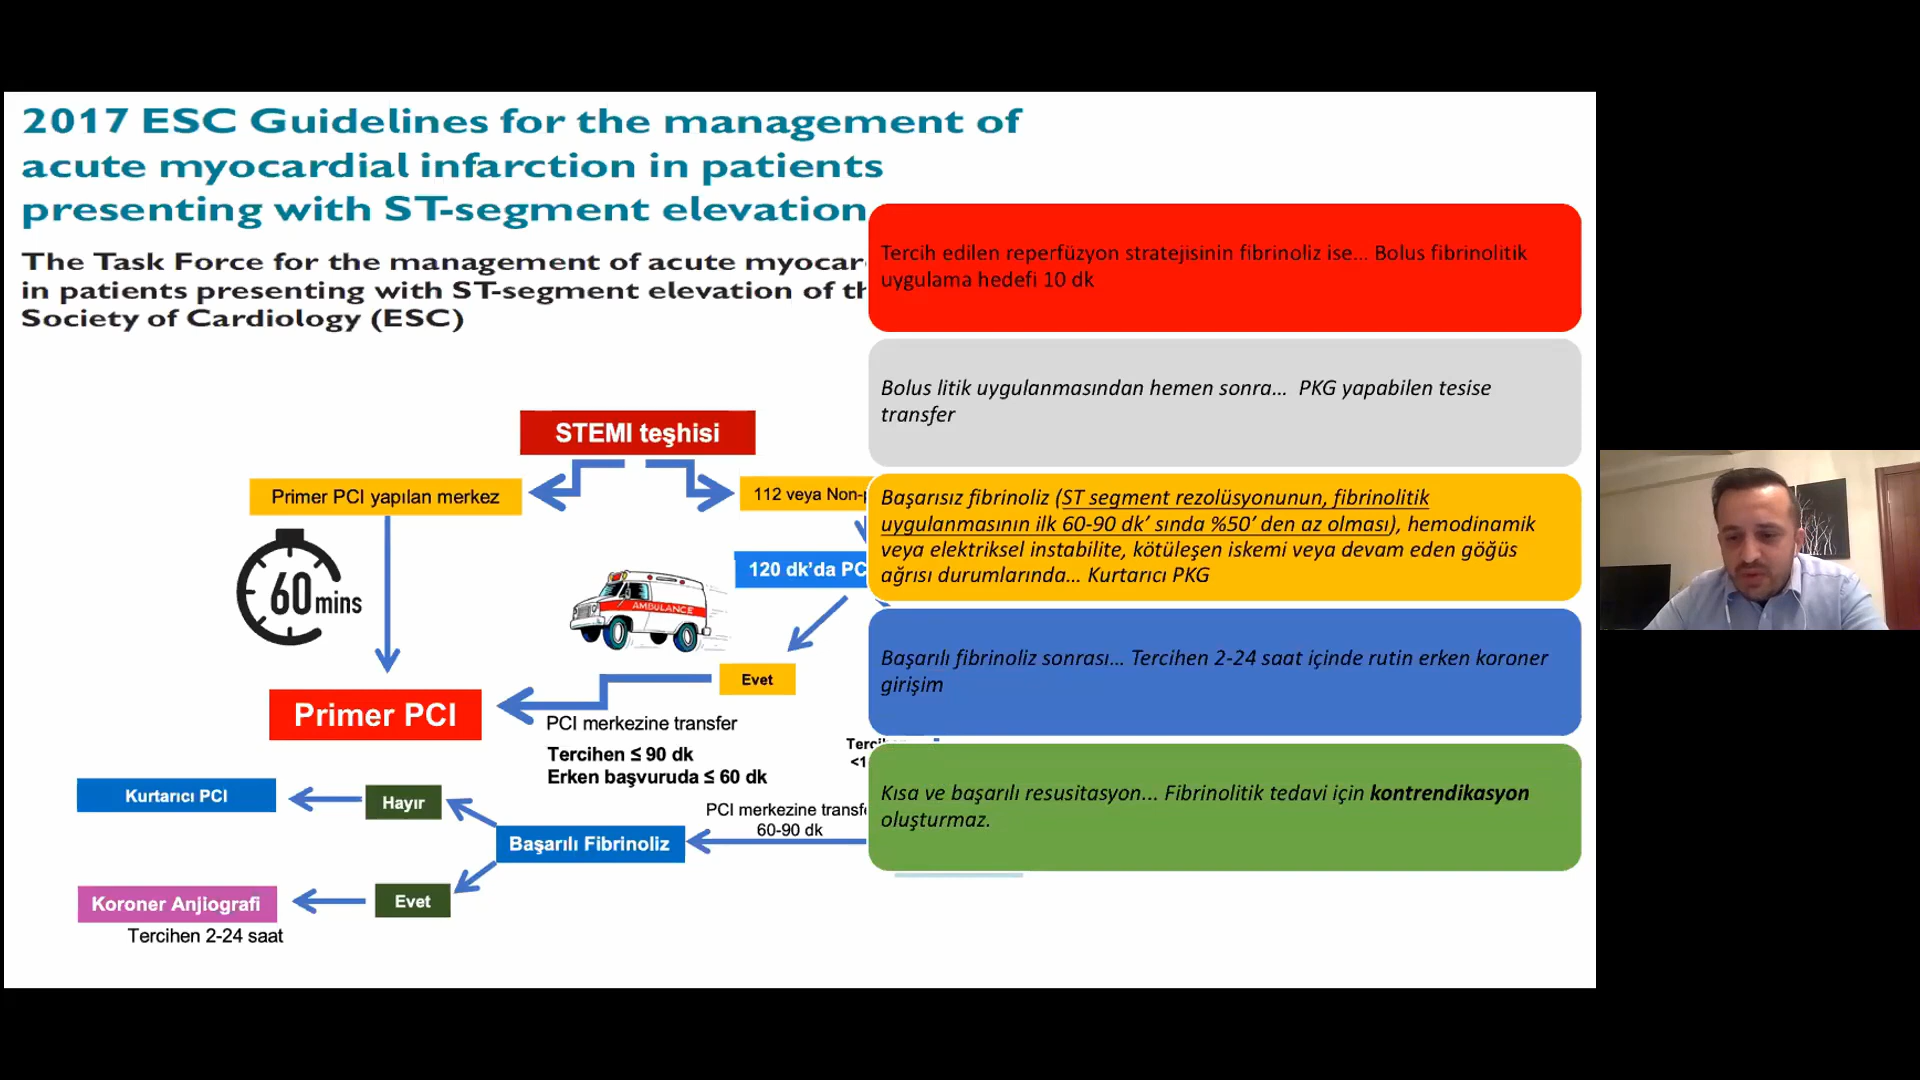 2017 ESC Guidelines for the management of
acute myocardial infarction in patients
presenting with ST-segment elevation
The Task Force for the management of acute
in patients presenting with ST-segment elevation of
Society of Cardiology (ESC)
Tercih edilen reperfüzyon stratejisinin fibrinoliz ise... Bolus fibrinolitik
uygulama hedefi 10 dk
Bolus litik uygulanmasından hemen sonra... PKG yapabilen tesise
transfer
Başarısız fibrinoliz (ST segment rezolüsyonunun, fibrinolitik
uygulanmasının ilk 60-90 dk' sında %50' den az olması), hemodinamik
veya elektriksel instabilite, kötüleşen iskemi veya devam eden göğüs
ağrısı durumlarında... Kurtarıcı PKG
Başarılı fibrinoliz sonrası... Tercihen 2-24 saat içinde rutin erken koroner
girişim
Kısa ve başarılı resusitasyon... Fibrinolitik tedavi için kontrendikasyon
oluşturmaz.
STEMI teşhisi
Primer PCI yapılan merkez
112 veya
60 mins
AMBULANCE
120 dk'da
Evet
Primer PCI
PCI merkezine transfer
Tercihen ≤ 90 dk
Erken başvuruda ≤ 60 dk
PCI merkezine
60-90 dk
Kurtarıcı PCI
Hayır
Başarılı Fibrinoliz
Koroner Anjiografi
Evet
Tercihen 2-24 saat